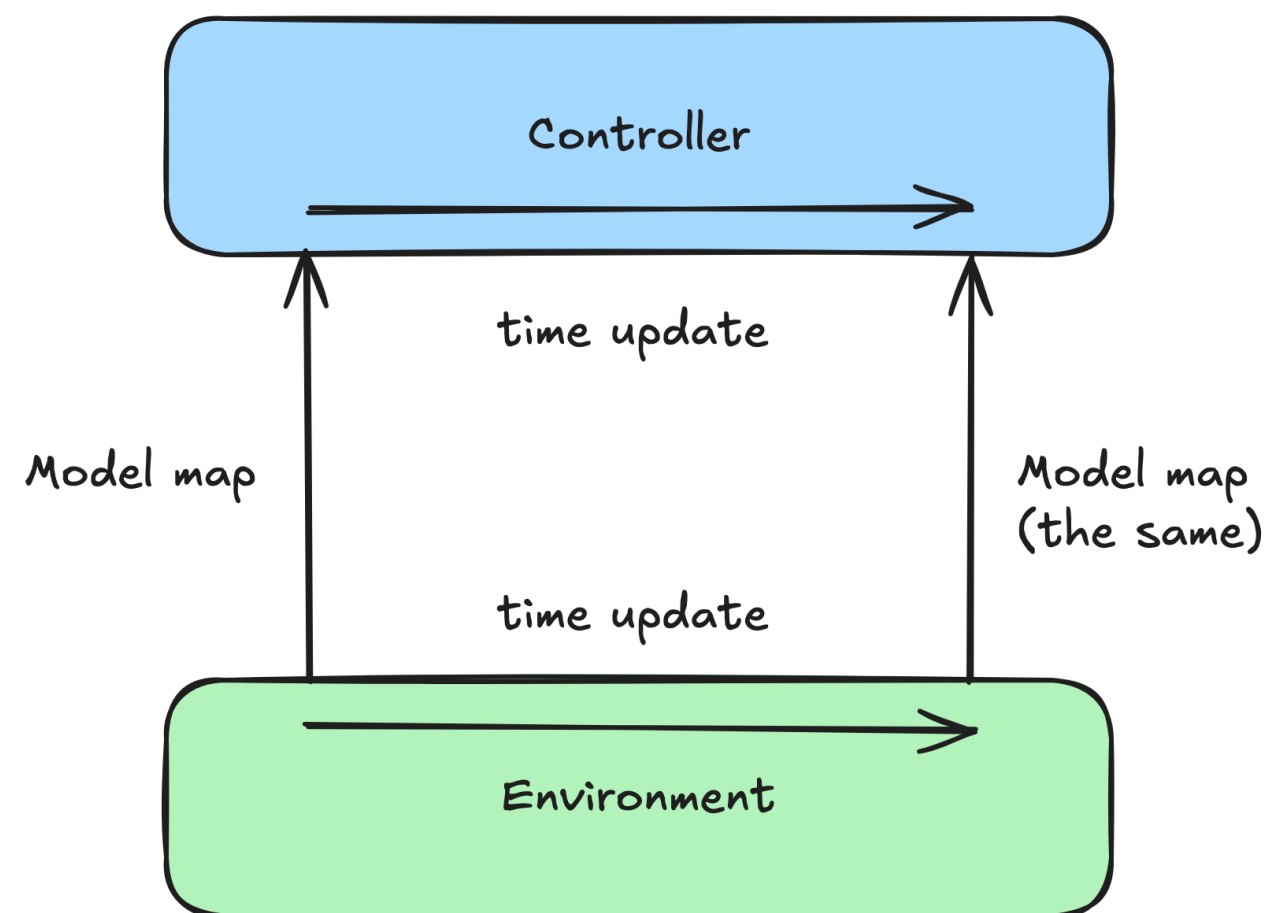 Controller
time update
Model map
Model map
(the same)
time update
Environment